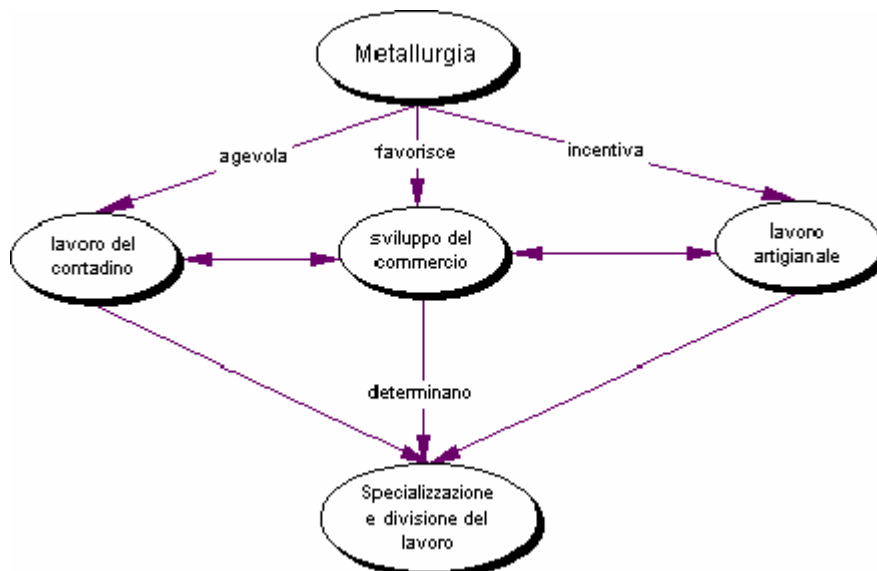 Metallurgia
agevola
favorisce
incentiva
lavoro del
contadino
sviluppo del
commercio
lavoro
artigianale
determinano
Specializzazione
e divisione del
lavoro